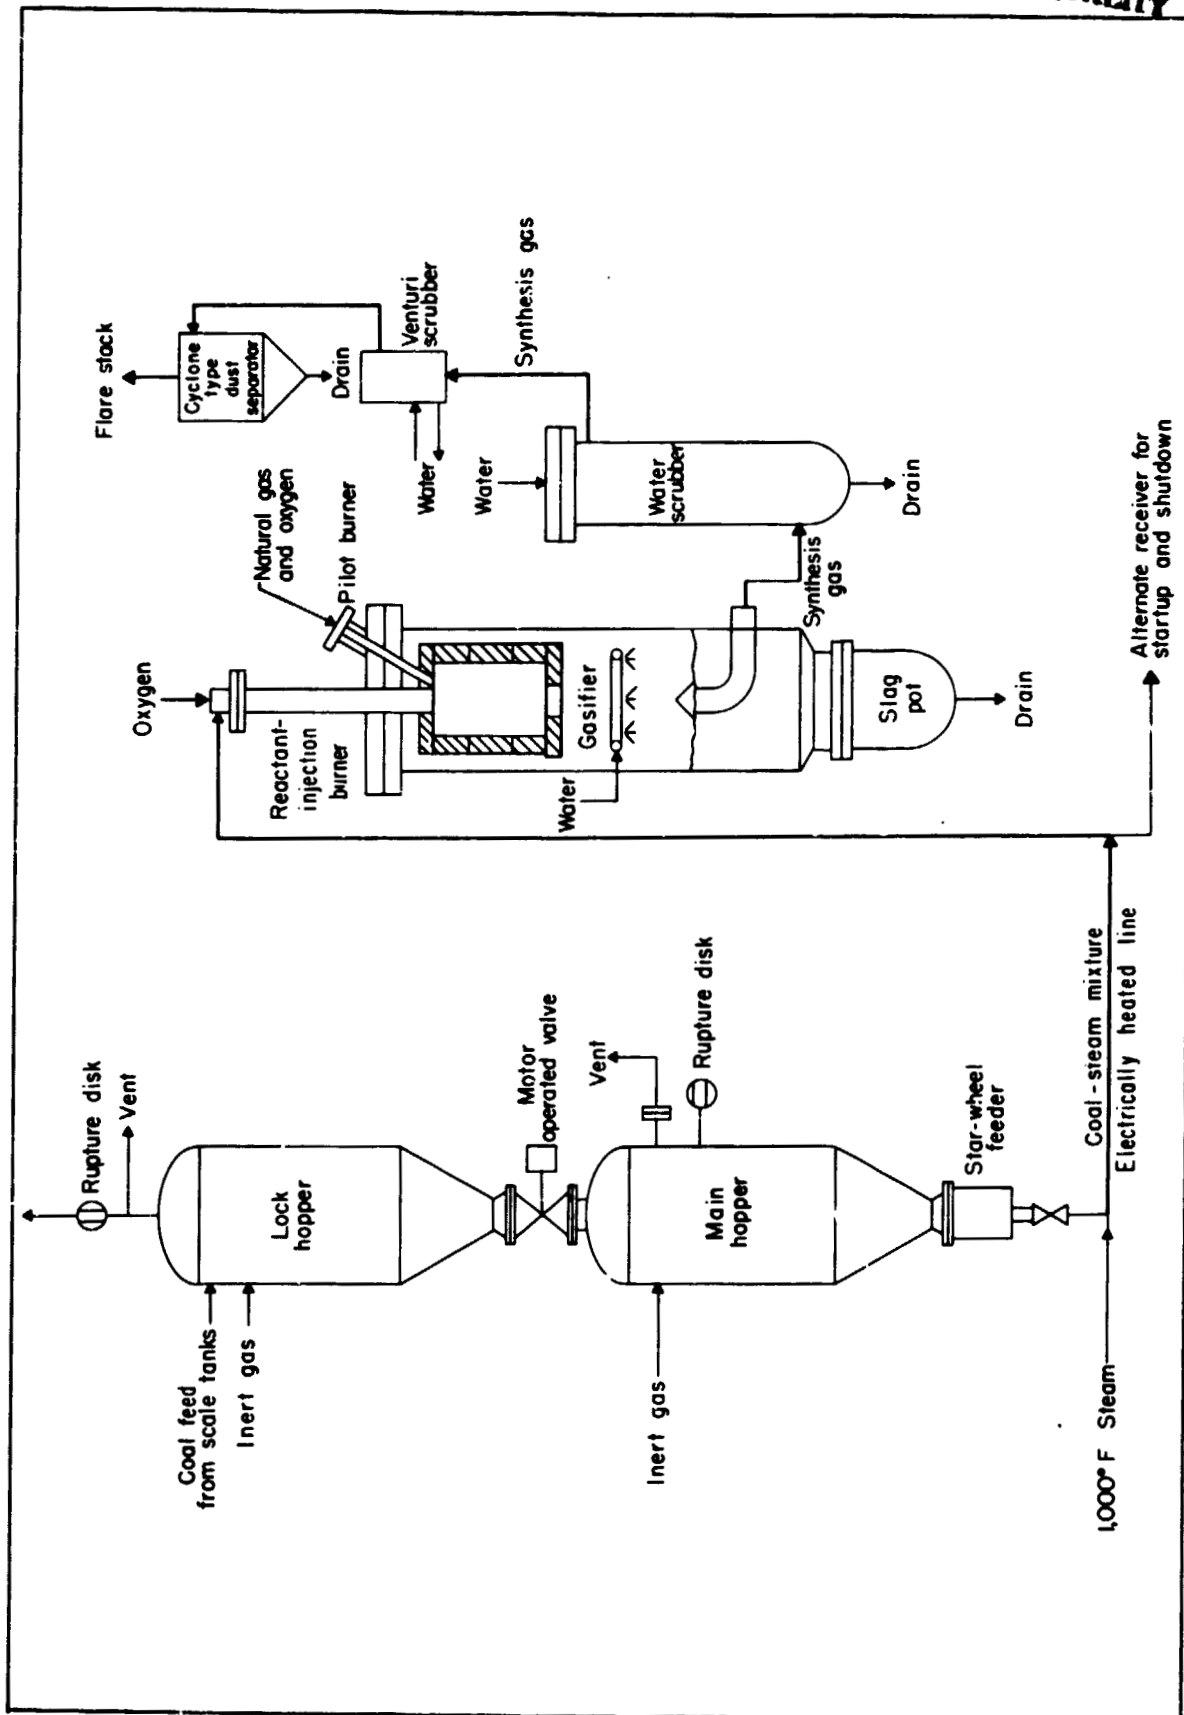 Rupture disk
Vent
Coal feed
from scale tanks
Inert gas
Lock
hopper
Motor
operated valve
Vent
Rupture disk
Inert gas
Main
hopper
Star-wheel
feeder
1,000° F Steam
Coal-steam mixture
Electrically heated line
Alternate receiver for
startup and shutdown
Oxygen
Reactant-
injection
burner
Natural gas
and oxygen
Pilot burner
Gasifier
Water
Slag
pot
Drain
Synthesis
gas
Water
Water
scrubber
Drain
Synthesis gas
Water
Venturi
scrubber
Flare stack
Cyclone
type
dust
separator
Drain